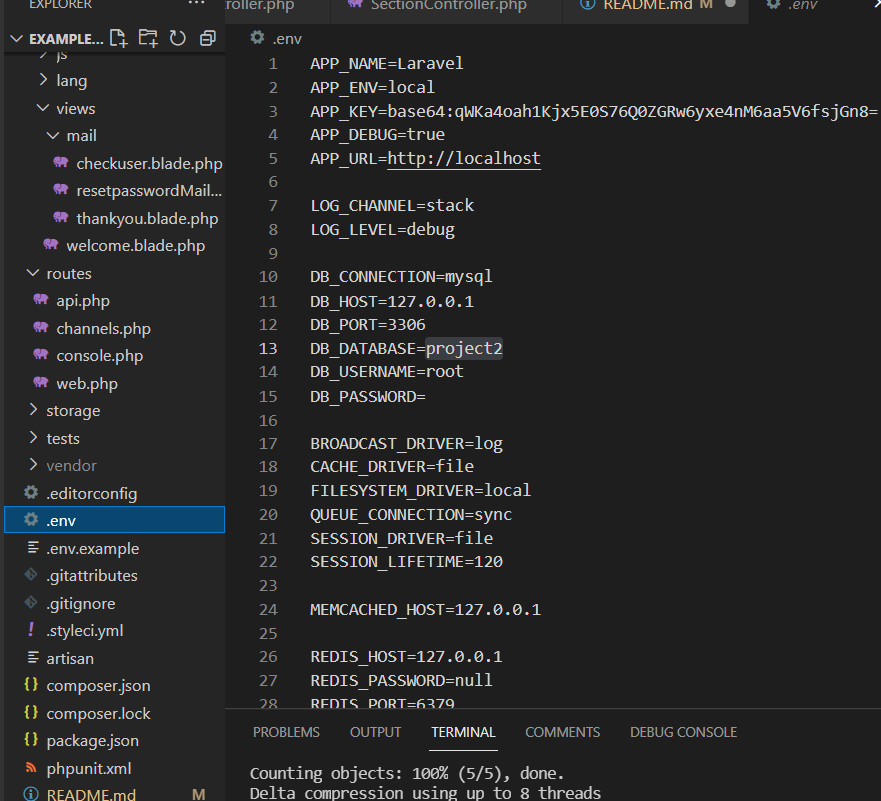 EXPLORER
...
EXAMPLE...
js
lang
views
mail
checkuser.blade.php
resetpasswordMail...
thankyou.blade.php
welcome.blade.php
routes
api.php
channels.php
console.php
web.php
storage
tests
vendor
.editorconfig
.env
.env.example
.gitattributes
.gitignore
.styleci.yml
artisan
composer.json
composer.lock
package.json
phpunit.xml
README.md M
roller.php SectionController.php README.md M .env
.env
1 APP_NAME=Laravel
2 APP_ENV=local
3 APP_KEY=base64:qWKa4oah1Kjx5E0S76Q0ZGRw6yxe4nM6aa5V6fsjGn8=
4 APP_DEBUG=true
5 APP_URL=http://localhost
6
7 LOG_CHANNEL=stack
8 LOG_LEVEL=debug
9
10 DB_CONNECTION=mysql
11 DB_HOST=127.0.0.1
12 DB_PORT=3306
13 DB_DATABASE=project2
14 DB_USERNAME=root
15 DB_PASSWORD=
16
17 BROADCAST_DRIVER=log
18 CACHE_DRIVER=file
19 FILESYSTEM_DRIVER=local
20 QUEUE_CONNECTION=sync
21 SESSION_DRIVER=file
22 SESSION_LIFETIME=120
23
24 MEMCACHED_HOST=127.0.0.1
25
26 REDIS_HOST=127.0.0.1
27 REDIS_PASSWORD=null
28 REDIS_PORT=6379
PROBLEMS OUTPUT TERMINAL COMMENTS DEBUG CONSOLE
Counting objects: 100% (5/5), done.
Delta compression using up to 8 threads